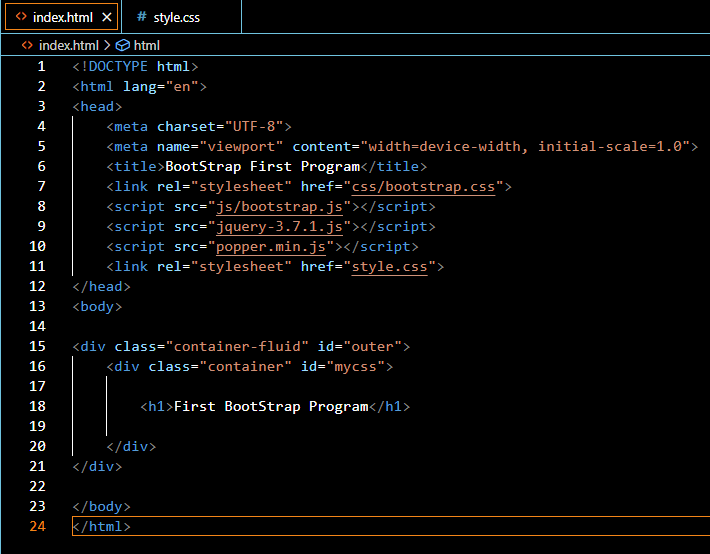 index.html × # style.css
index.html > html
1 <!DOCTYPE html>
2 <html lang="en">
3 <head>
4     <meta charset="UTF-8">
5     <meta name="viewport" content="width=device-width, initial-scale=1.0">
6     <title>BootStrap First Program</title>
7     <link rel="stylesheet" href="css/bootstrap.css">
8     <script src="js/bootstrap.js"></script>
9     <script src="jquery-3.7.1.js"></script>
10     <script src="popper.min.js"></script>
11     <link rel="stylesheet" href="style.css">
12 </head>
13 <body>
14
15 <div class="container-fluid" id="outer">
16     <div class="container" id="mycss">
17
18         <h1>First BootStrap Program</h1>
19
20     </div>
21 </div>
22
23 </body>
24 </html>